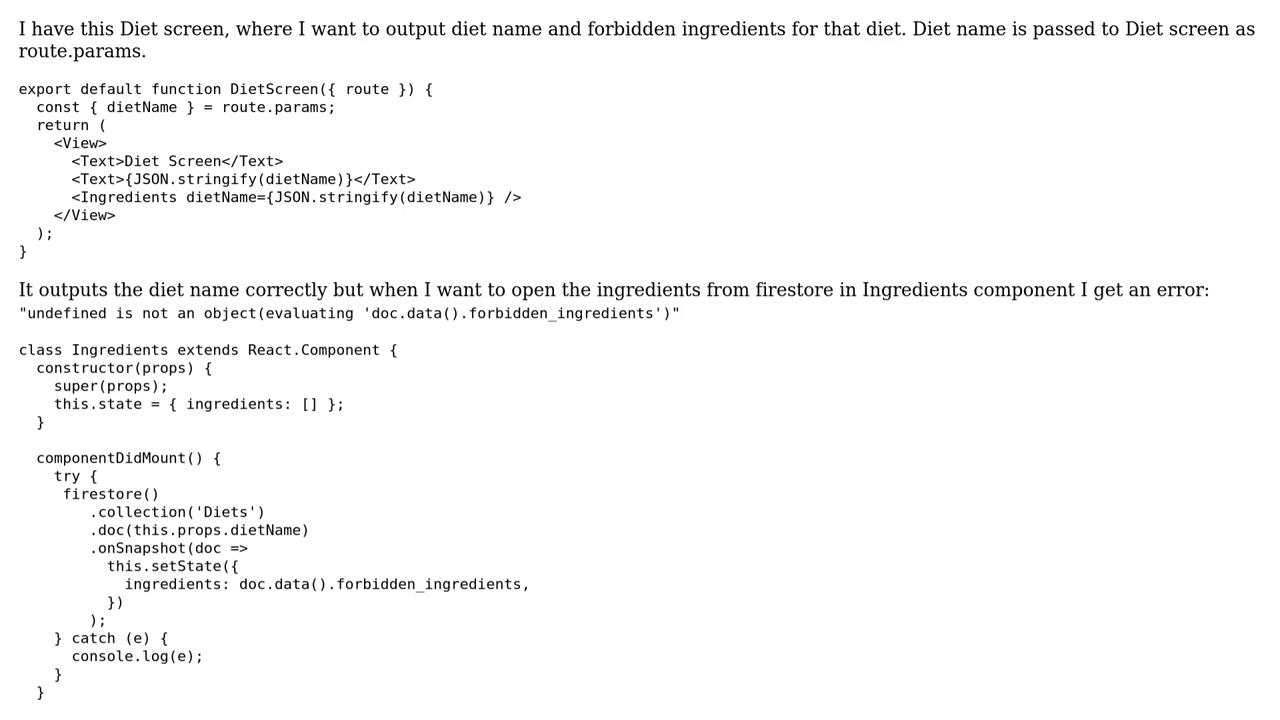 I have this Diet screen, where I want to output diet name and forbidden ingredients for that diet. Diet name is passed to Diet screen as
route.params.
export default function DietScreen({ route }) {
  const { dietName } = route.params;
  return (
    <View>
      <Text>Diet Screen</Text>
      <Text>{JSON.stringify(dietName)}</Text>
      <Ingredients dietName={JSON.stringify(dietName)} />
    </View>
  );
}
It outputs the diet name correctly but when I want to open the ingredients from firestore in Ingredients component I get an error:
"undefined is not an object(evaluating 'doc.data().forbidden_ingredients')"
class Ingredients extends React.Component {
  constructor(props) {
    super(props);
    this.state = { ingredients: [] };
  }
  componentDidMount() {
    try {
     firestore()
        .collection('Diets')
        .doc(this.props.dietName)
        .onSnapshot(doc =>
          this.setState({
            ingredients: doc.data().forbidden_ingredients,
          })
        );
    } catch (e) {
      console.log(e);
    }
  }